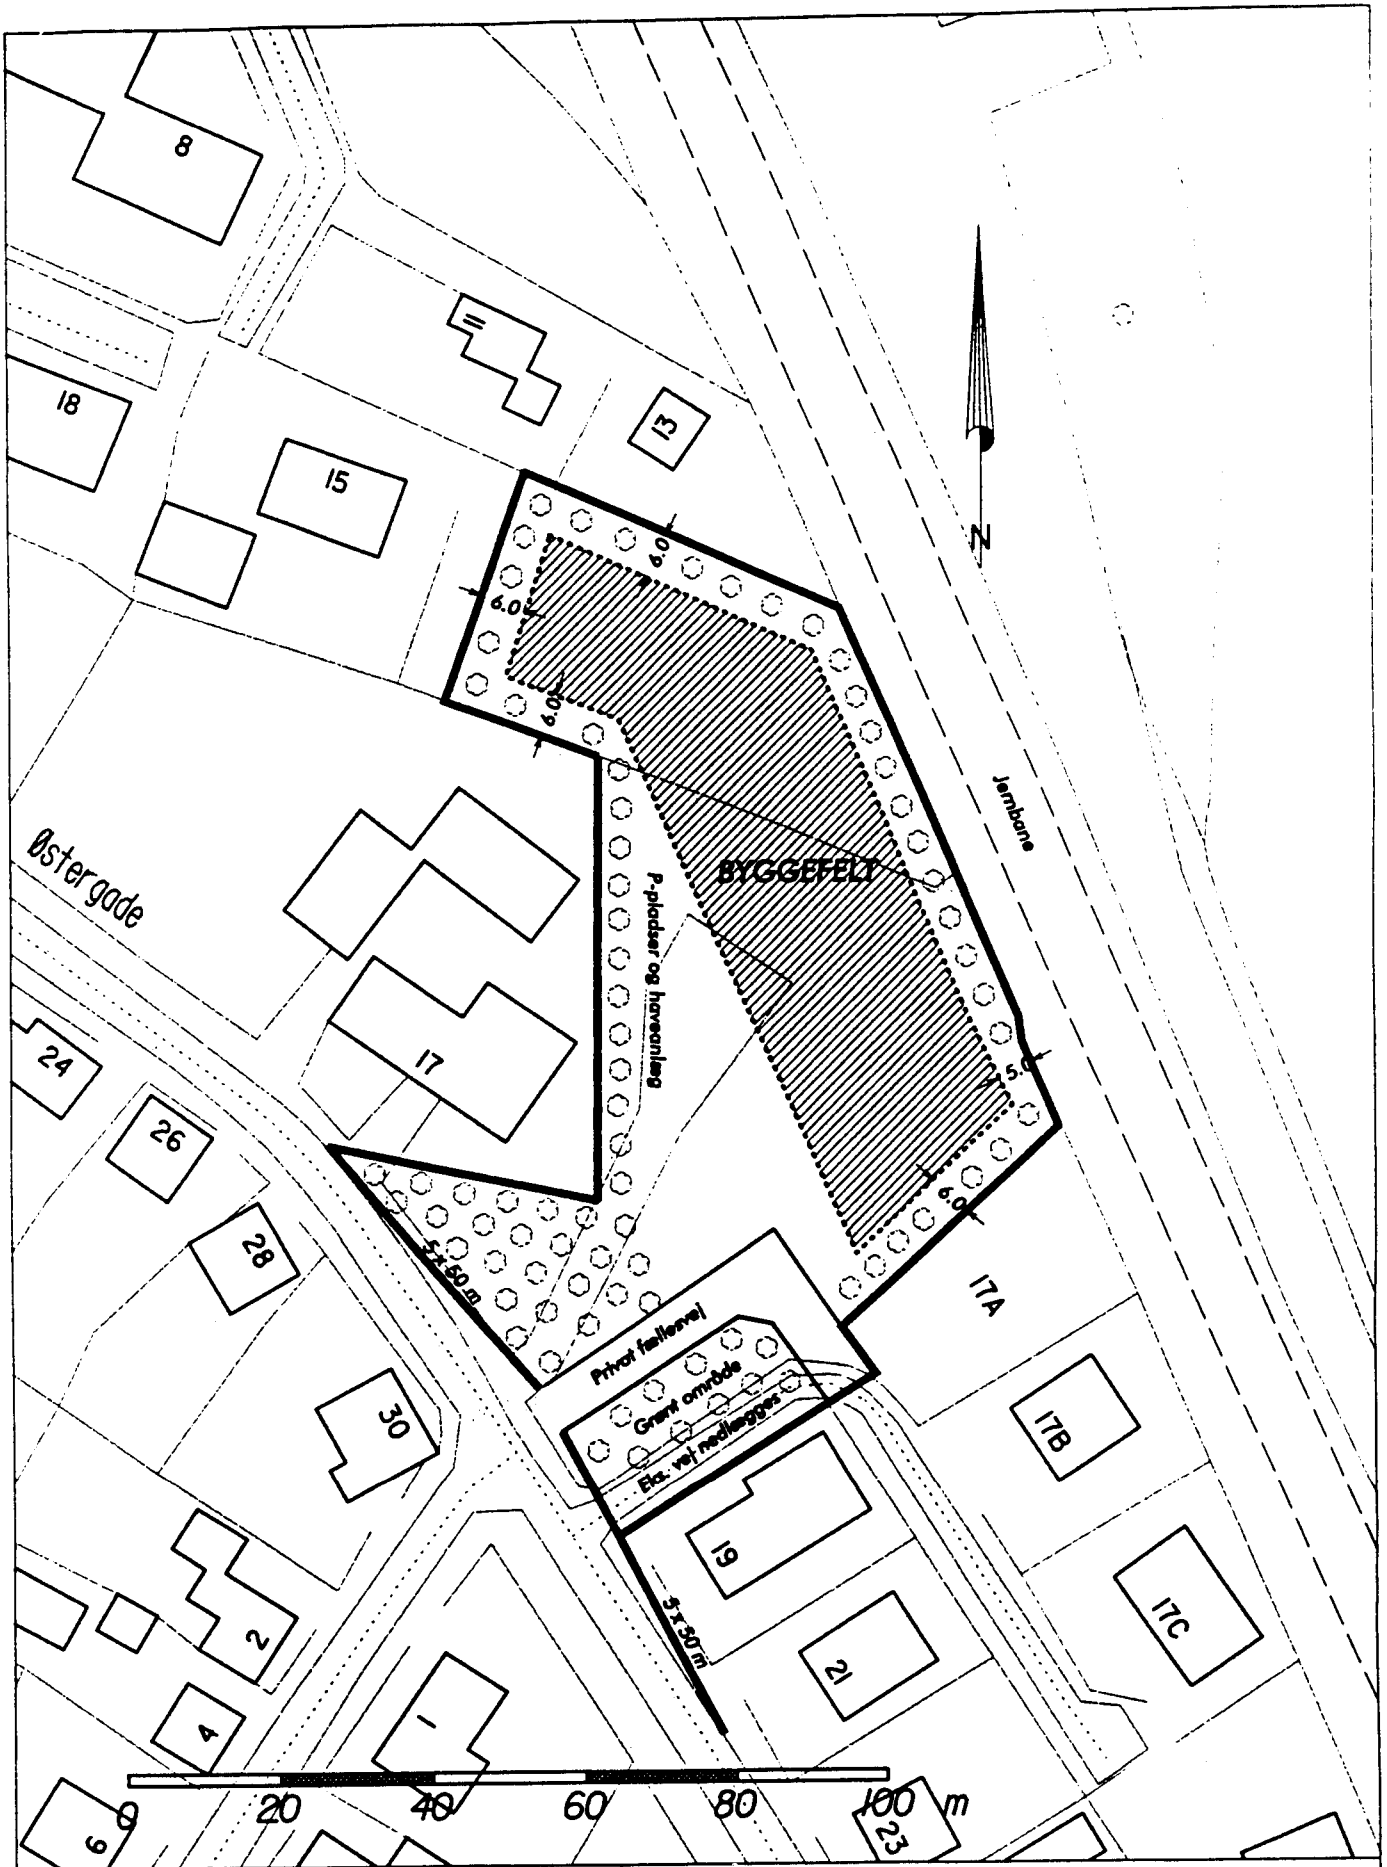 8
11
18
13
15
N
6.0
6.0
6.0
Jernbane
BYGGEFELT
Østergade
P-pladser og haveanlæg
17
24
5.0
26
6.0
28
5 x 50 m
17A
Privat fællesvej
Grønt område
Eks. vej nedlægges
30
17B
19
17C
2
5 x 50 m
21
4
1
0 20 40 60 80 100 m
6
23